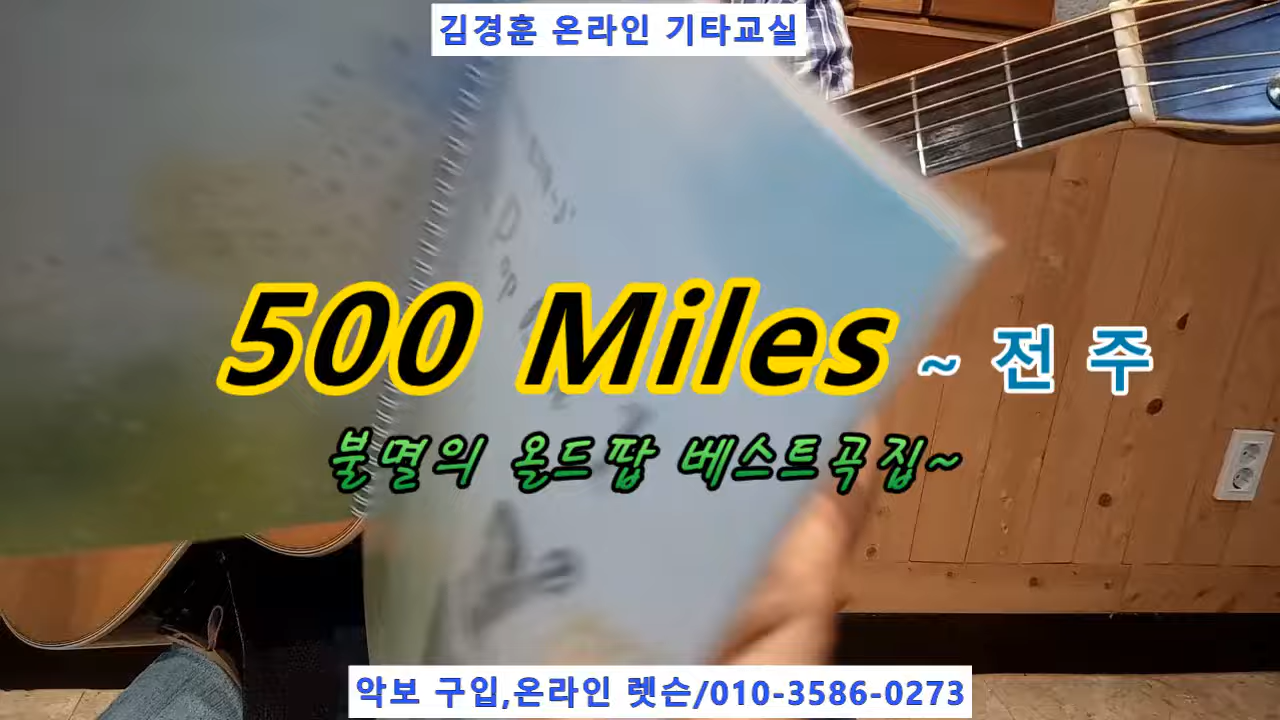 김경훈 온라인 기타교실
500 Miles ~ 전 주
불멸의 올드팝 베스트곡집~
악보 구입,온라인 렛슨/010-3586-0273